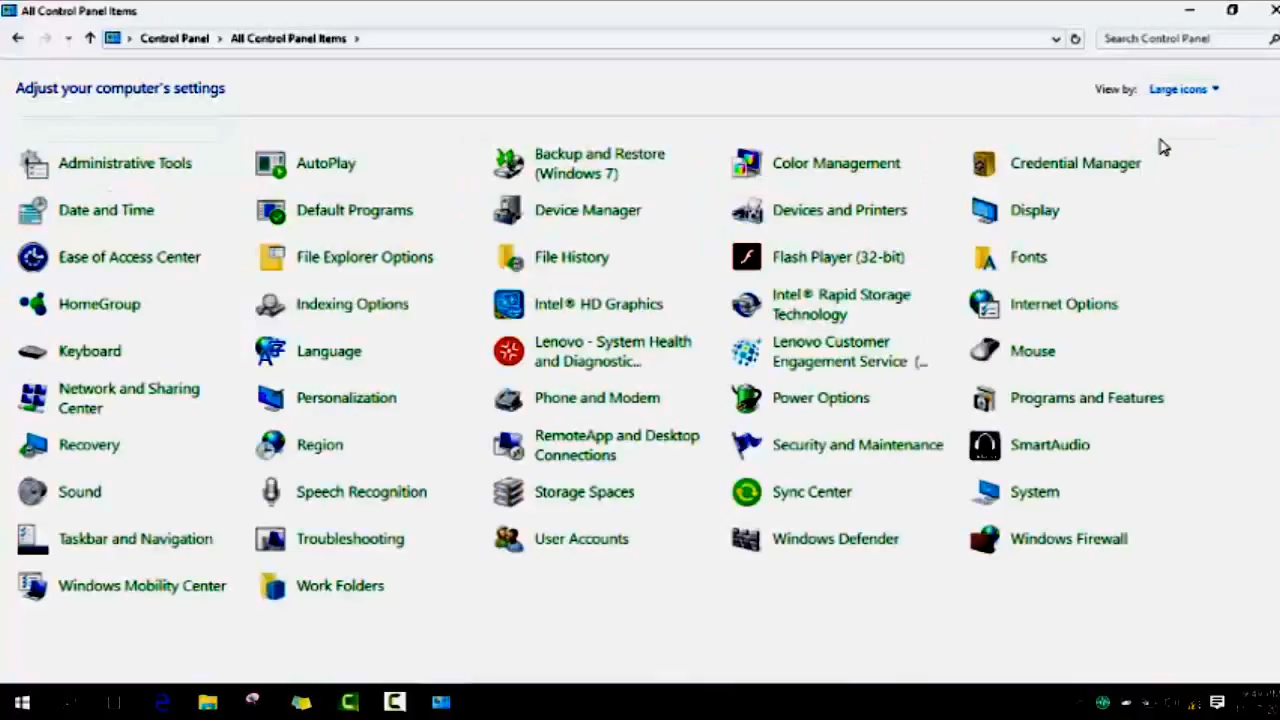 All Control Panel Items
Control Panel > All Control Panel Items >
Search Control Panel
Adjust your computer's settings
View by: Large icons
Administrative Tools
AutoPlay
Backup and Restore
(Windows 7)
Color Management
Credential Manager
Date and Time
Default Programs
Device Manager
Devices and Printers
Display
Ease of Access Center
File Explorer Options
File History
Flash Player (32-bit)
Fonts
HomeGroup
Indexing Options
Intel® HD Graphics
Intel® Rapid Storage
Technology
Internet Options
Keyboard
Language
Lenovo - System Health
and Diagnostic...
Lenovo Customer
Engagement Service (...
Mouse
Network and Sharing
Center
Personalization
Phone and Modem
Power Options
Programs and Features
Recovery
Region
RemoteApp and Desktop
Connections
Security and Maintenance
SmartAudio
Sound
Speech Recognition
Storage Spaces
Sync Center
System
Taskbar and Navigation
Troubleshooting
User Accounts
Windows Defender
Windows Firewall
Windows Mobility Center
Work Folders